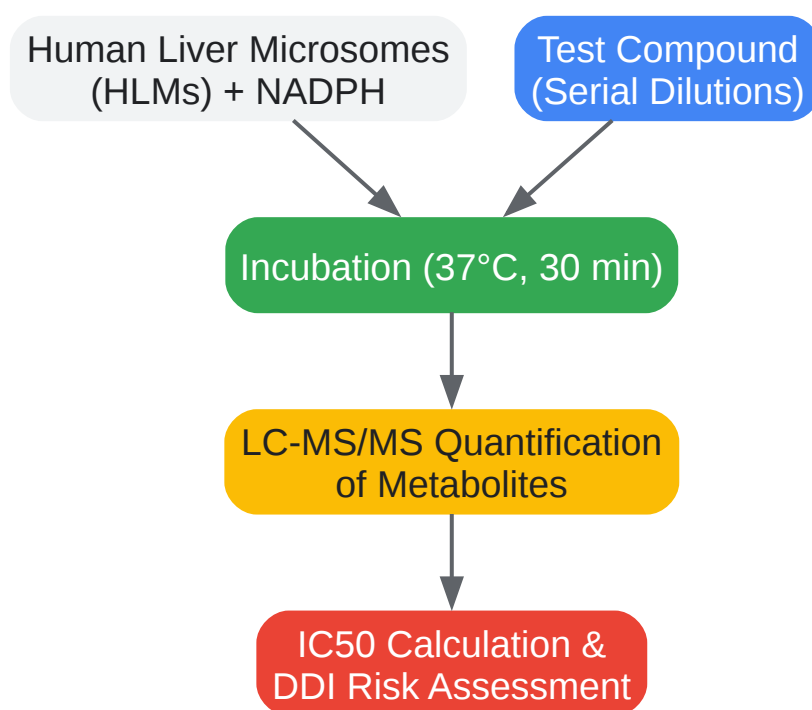 Human Liver Microsomes
(HLMs) + NADPH
Test Compound
(Serial Dilutions)
Incubation (37°C, 30 min)
LC-MS/MS Quantification
of Metabolites
IC50 Calculation &
DDI Risk Assessment